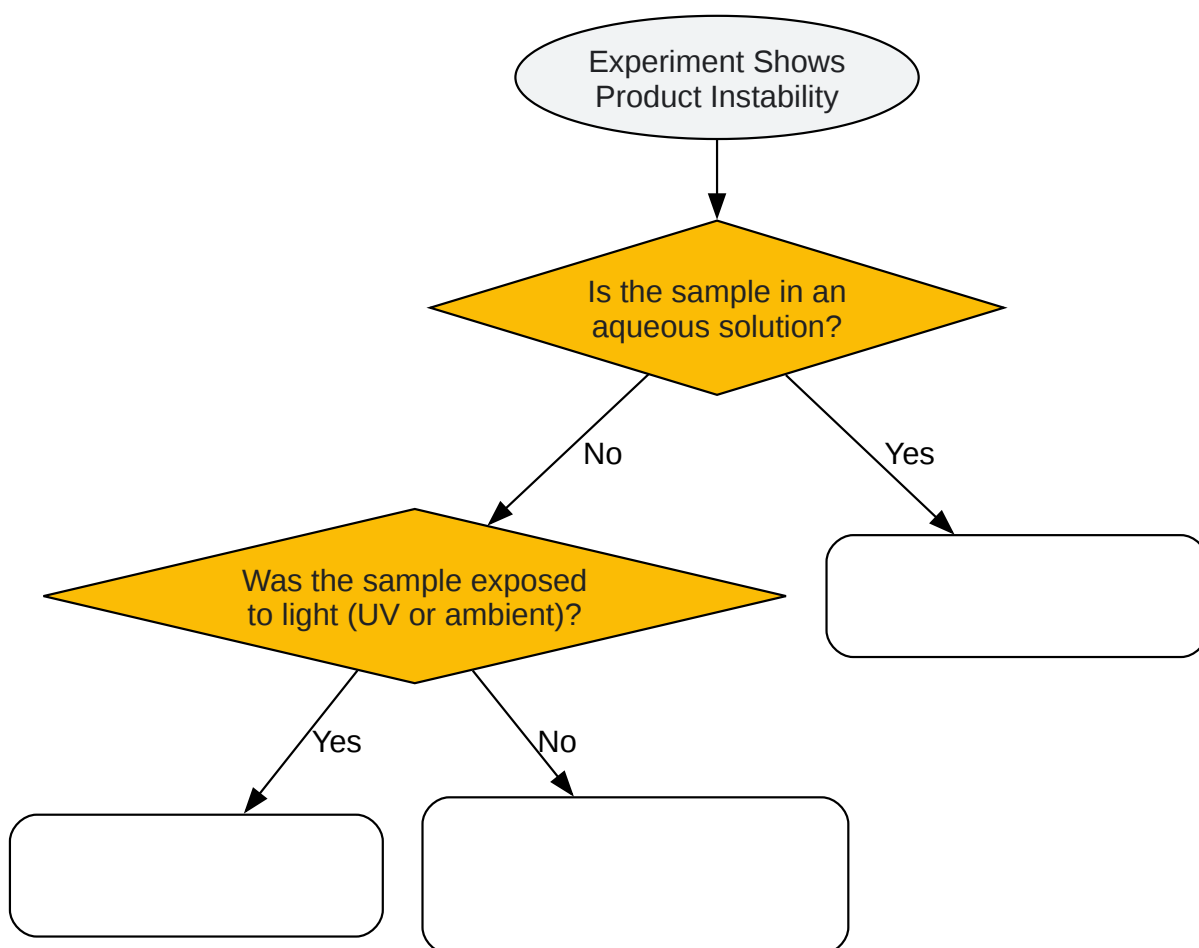 Experiment Shows
Product Instability
Is the sample in an
aqueous solution?
No
Yes
Was the sample exposed
to light (UV or ambient)?
Yes
No